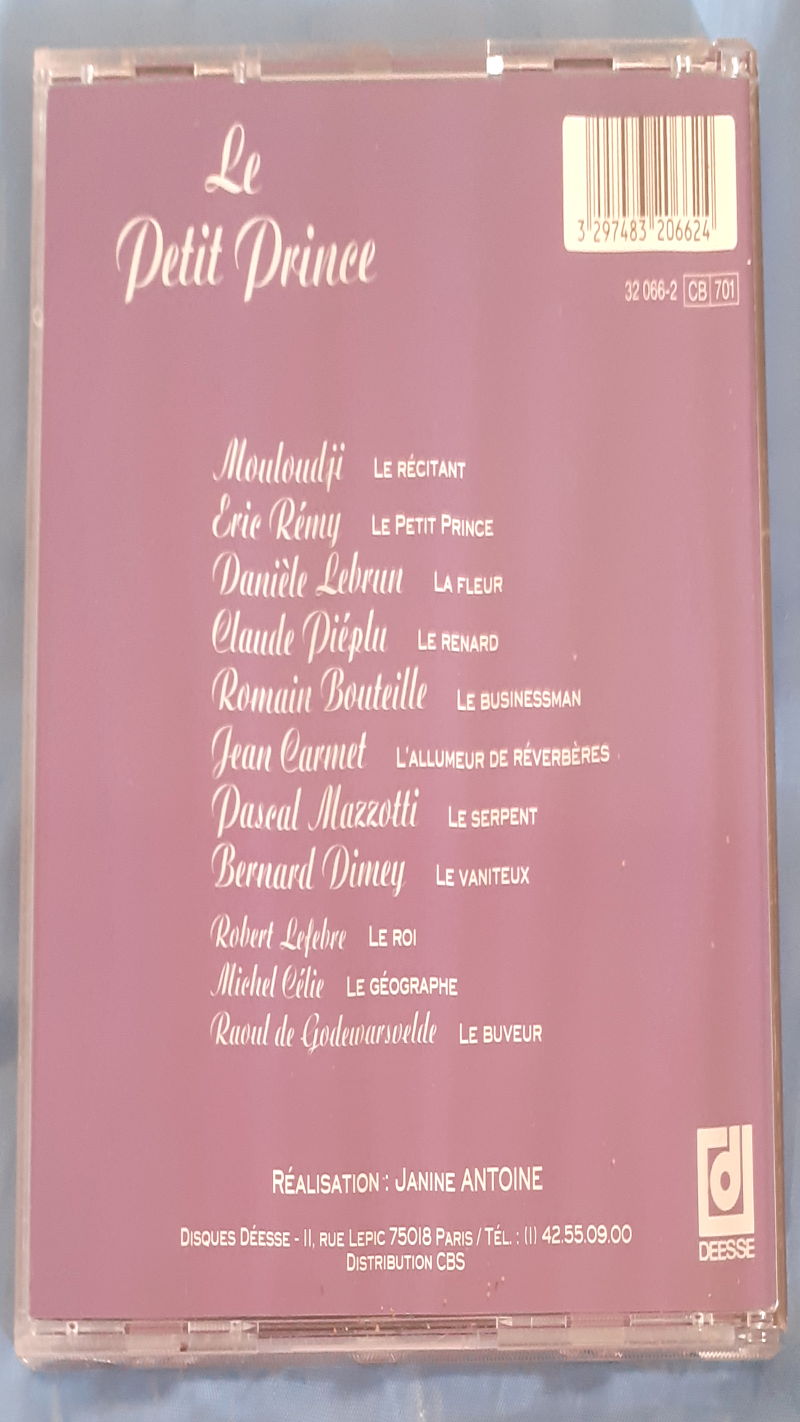 Le
Petit Prince
3 297483 206624
32 066-2 CB 701
Mouloudji LE RÉCITANT
Eric Rémy LE PETIT PRINCE
Danièle Lebrun LA FLEUR
Claude Piéplu LE RENARD
Romain Bouteille LE BUSINESSMAN
Jean Carmet L'ALLUMEUR DE RÉVERBÈRES
Pascal Mazzotti LE SERPENT
Bernard Dimey LE VANITEUX
Robert Lefebre LE ROI
Michel Célie LE GÉOGRAPHE
Raoul de Godewarsvelde LE BUVEUR
RÉALISATION : JANINE ANTOINE
DISQUES DÉESSE - 11, RUE LEPIC 75018 PARIS / TÉL. : (1) 42.55.09.00
DISTRIBUTION CBS
d
DEESSE